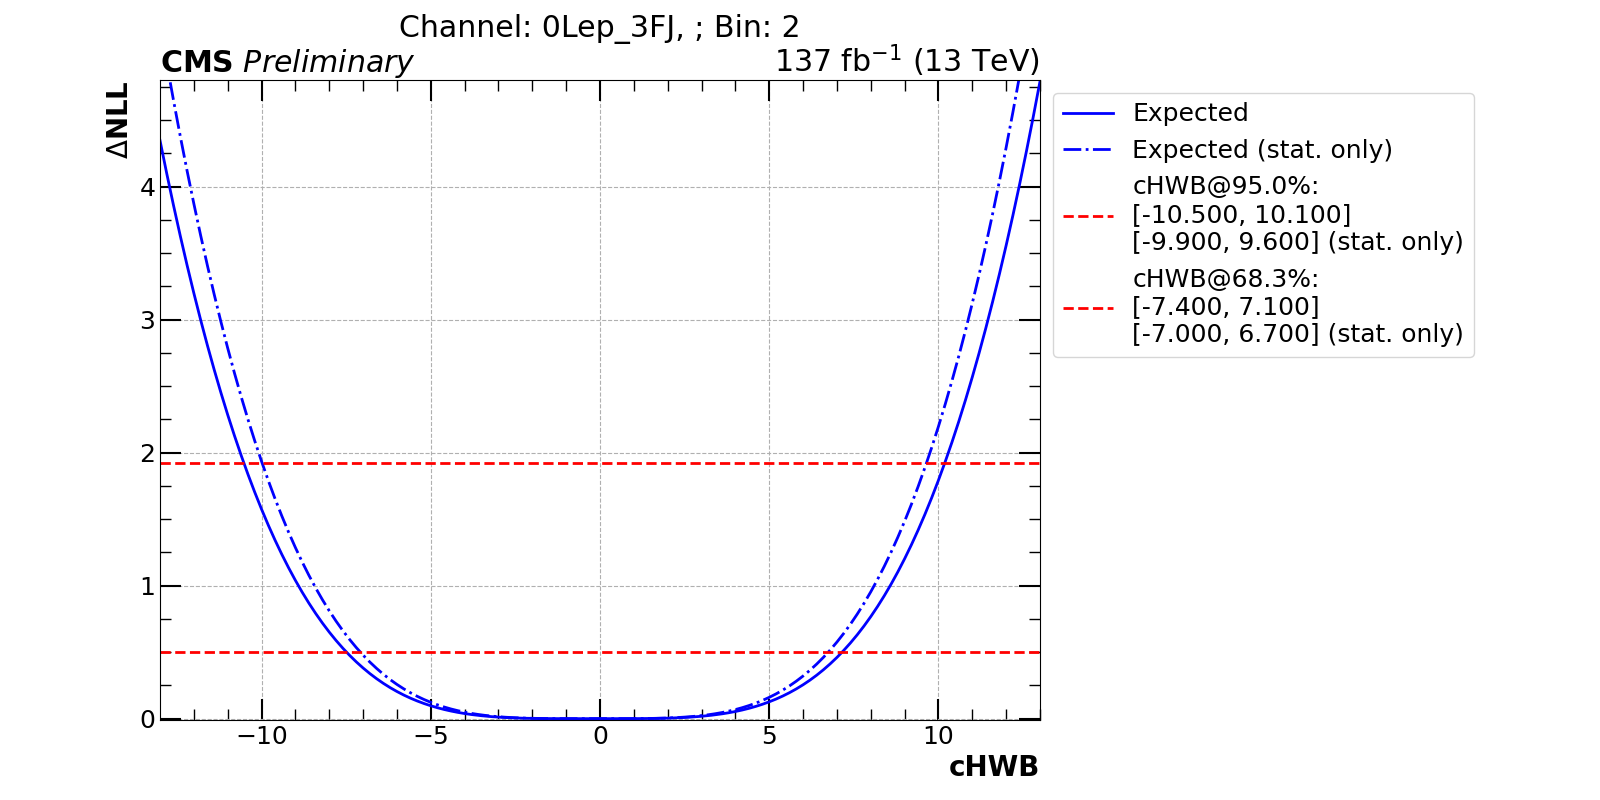 Channel: 0Lep_3FJ, ; Bin: 2
CMS Preliminary
137 fb⁻¹ (13 TeV)
ΔNLL
4
3
2
1
0
−10
−5
0
5
10
cHWB
Expected
Expected (stat. only)
cHWB@95.0%:
[-10.500, 10.100]
[-9.900, 9.600] (stat. only)
cHWB@68.3%:
[-7.400, 7.100]
[-7.000, 6.700] (stat. only)